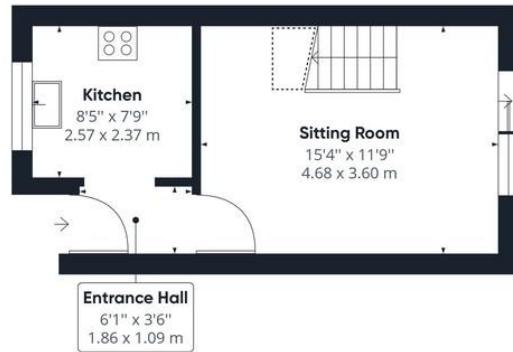 Kitchen
8'5" x 7'9"
2.57 x 2.37 m
Sitting Room
15'4" x 11'9"
4.68 x 3.60 m
Entrance Hall
6'1" x 3'6"
1.86 x 1.09 m